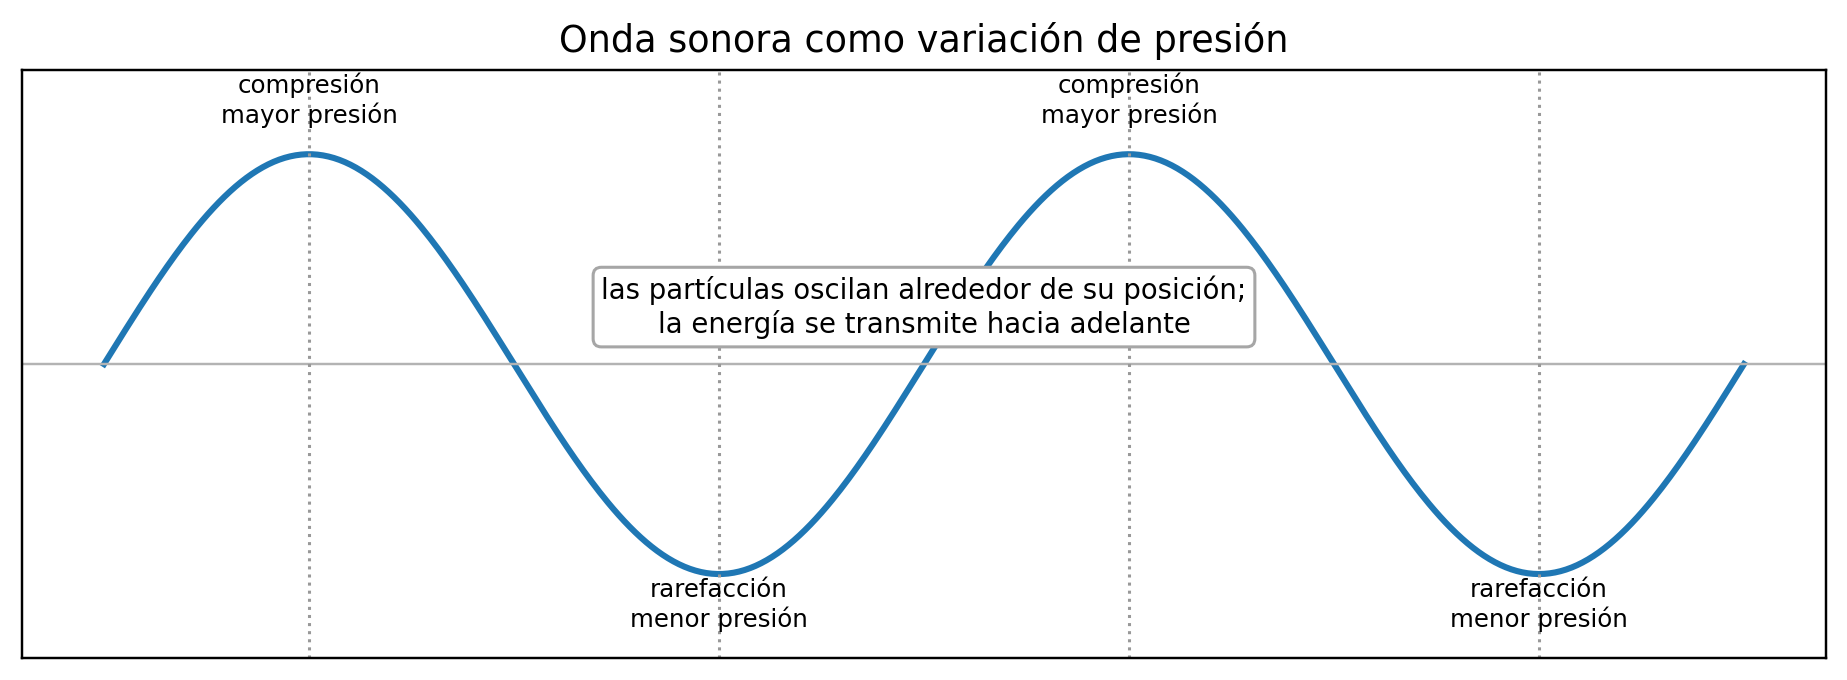 Onda sonora como variación de presión
compresión
mayor presión
compresión
mayor presión
las partículas oscilan alrededor de su posición;
la energía se transmite hacia adelante
rarefacción
menor presión
rarefacción
menor presión